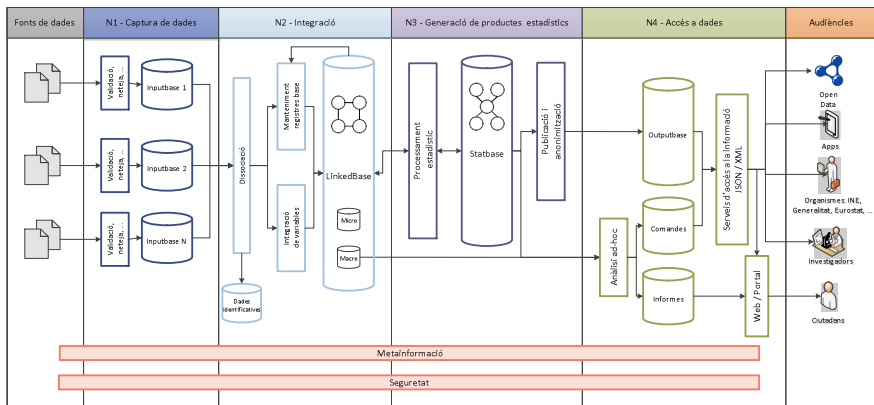 Fonts de dades
N1 - Captura de dades
N2 - Integració
N3 - Generació de productes estadístics
N4 - Accés a dades
Audiències
Validació,
neteja, ...
Inputbase 1
Validació,
neteja, ...
Inputbase 2
Validació,
neteja, ...
Inputbase N
Dissociació
Dades
identificatives
Manteniment
registres base
Integració
de variables
LinkedBase
Micro
Macro
Processament
estadístic
Statbase
Publicació i
anonimització
Anàlisi ad-hoc
Outputbase
Comandes
Informes
Serveis d'accés a la informació
JSON / XML
Web / Portal
Open
Data
Apps
Organismes: INE,
Generalitat, Eurostat, ...
Investigadors
Ciutadans
Metainformació
Seguretat